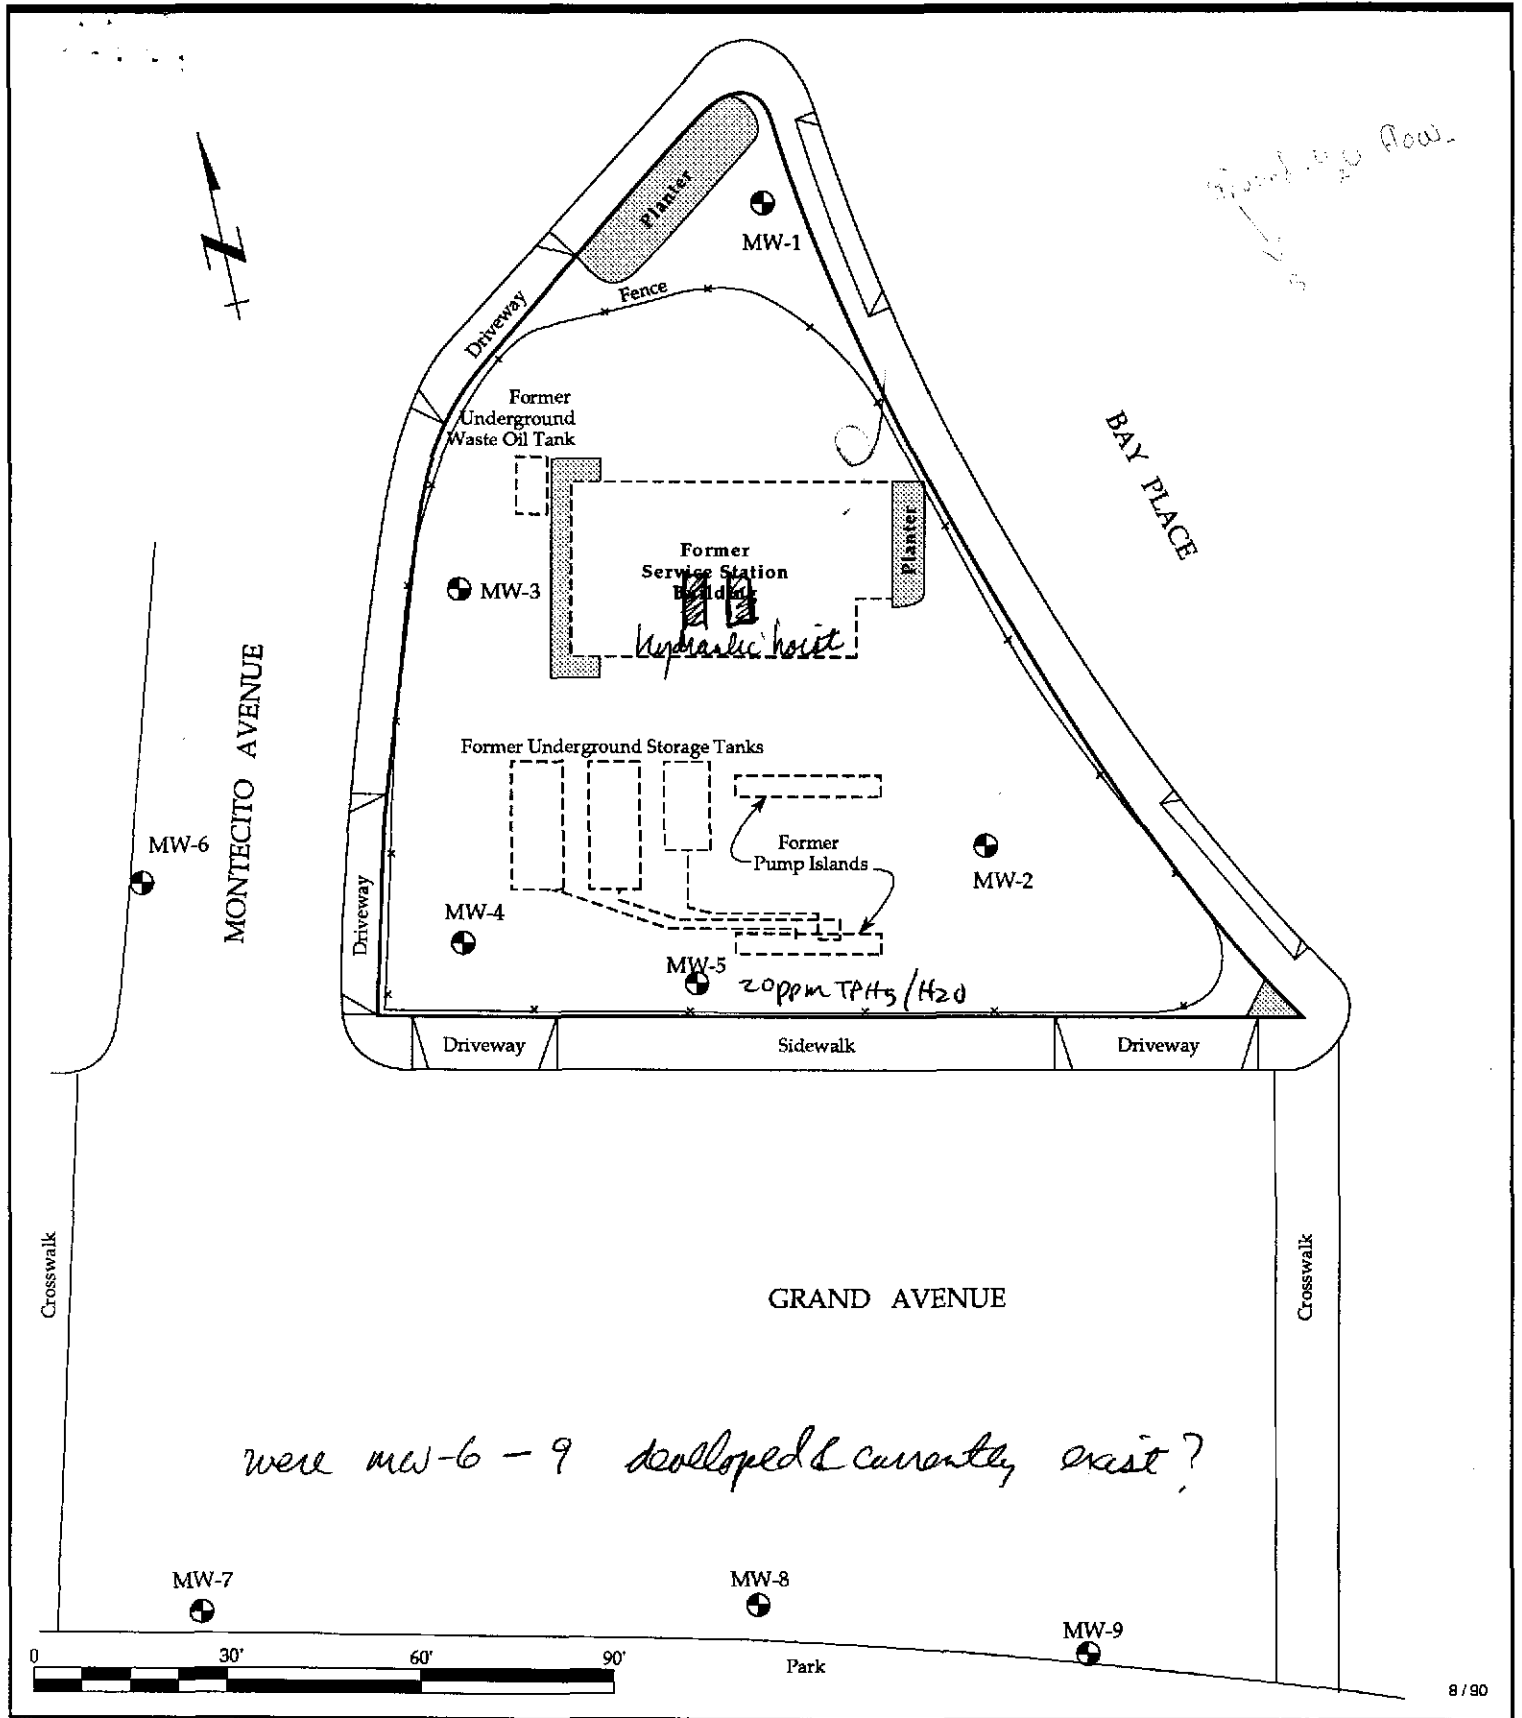 Planter
MW-1
Fence
Driveway
flow.
Former
Underground
Waste Oil Tank
BAY PLACE
Planter
Former
Service Station
Building
hydraulic hoist
MW-3
MONTECITO AVENUE
Former Underground Storage Tanks
Former
Pump Islands
MW-6
MW-2
Driveway
MW-4
MW-5
20ppm TPHg/H2O
Driveway
Sidewalk
Driveway
Crosswalk
GRAND AVENUE
Crosswalk
were mw-6 - 9 developed & currently exist?
MW-7
MW-8
MW-9
0 30' 60' 90'
Park
8/90
N